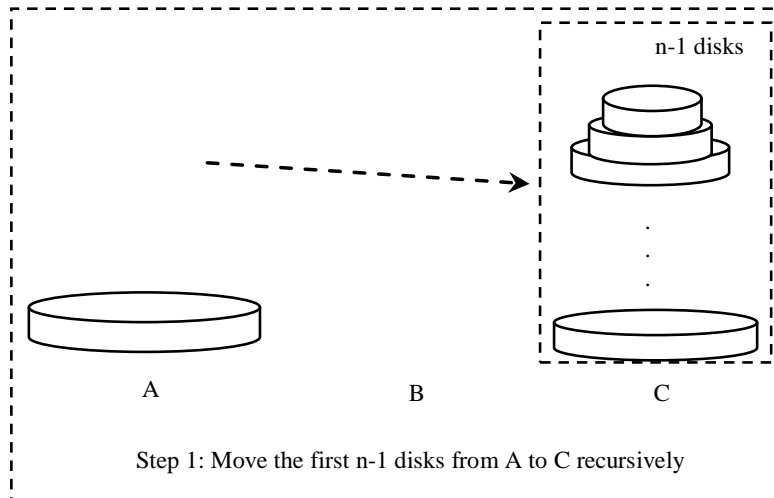 n-1 disks
.
.
.
A B C
Step 1: Move the first n-1 disks from A to C recursively